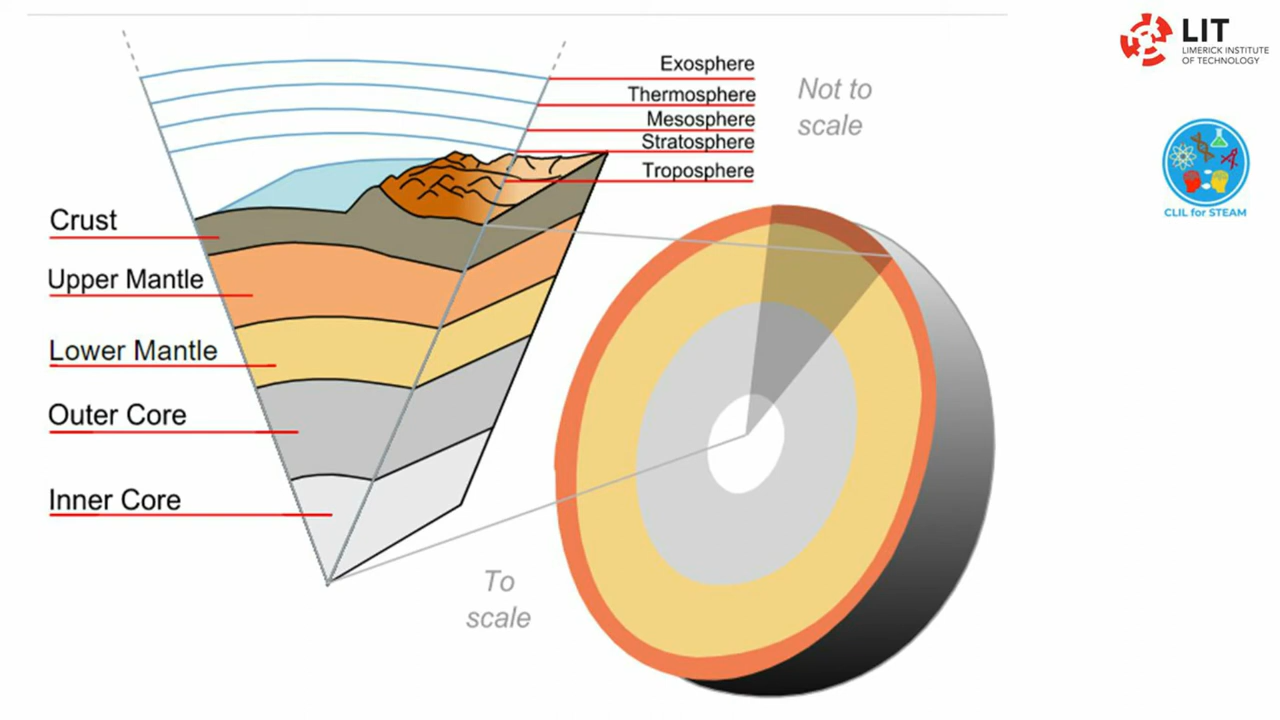 LIT
LIMERICK INSTITUTE
OF TECHNOLOGY
Exosphere
Thermosphere
Mesosphere
Stratosphere
Troposphere
Not to
scale
CLIL for STEAM
Crust
Upper Mantle
Lower Mantle
Outer Core
Inner Core
To
scale